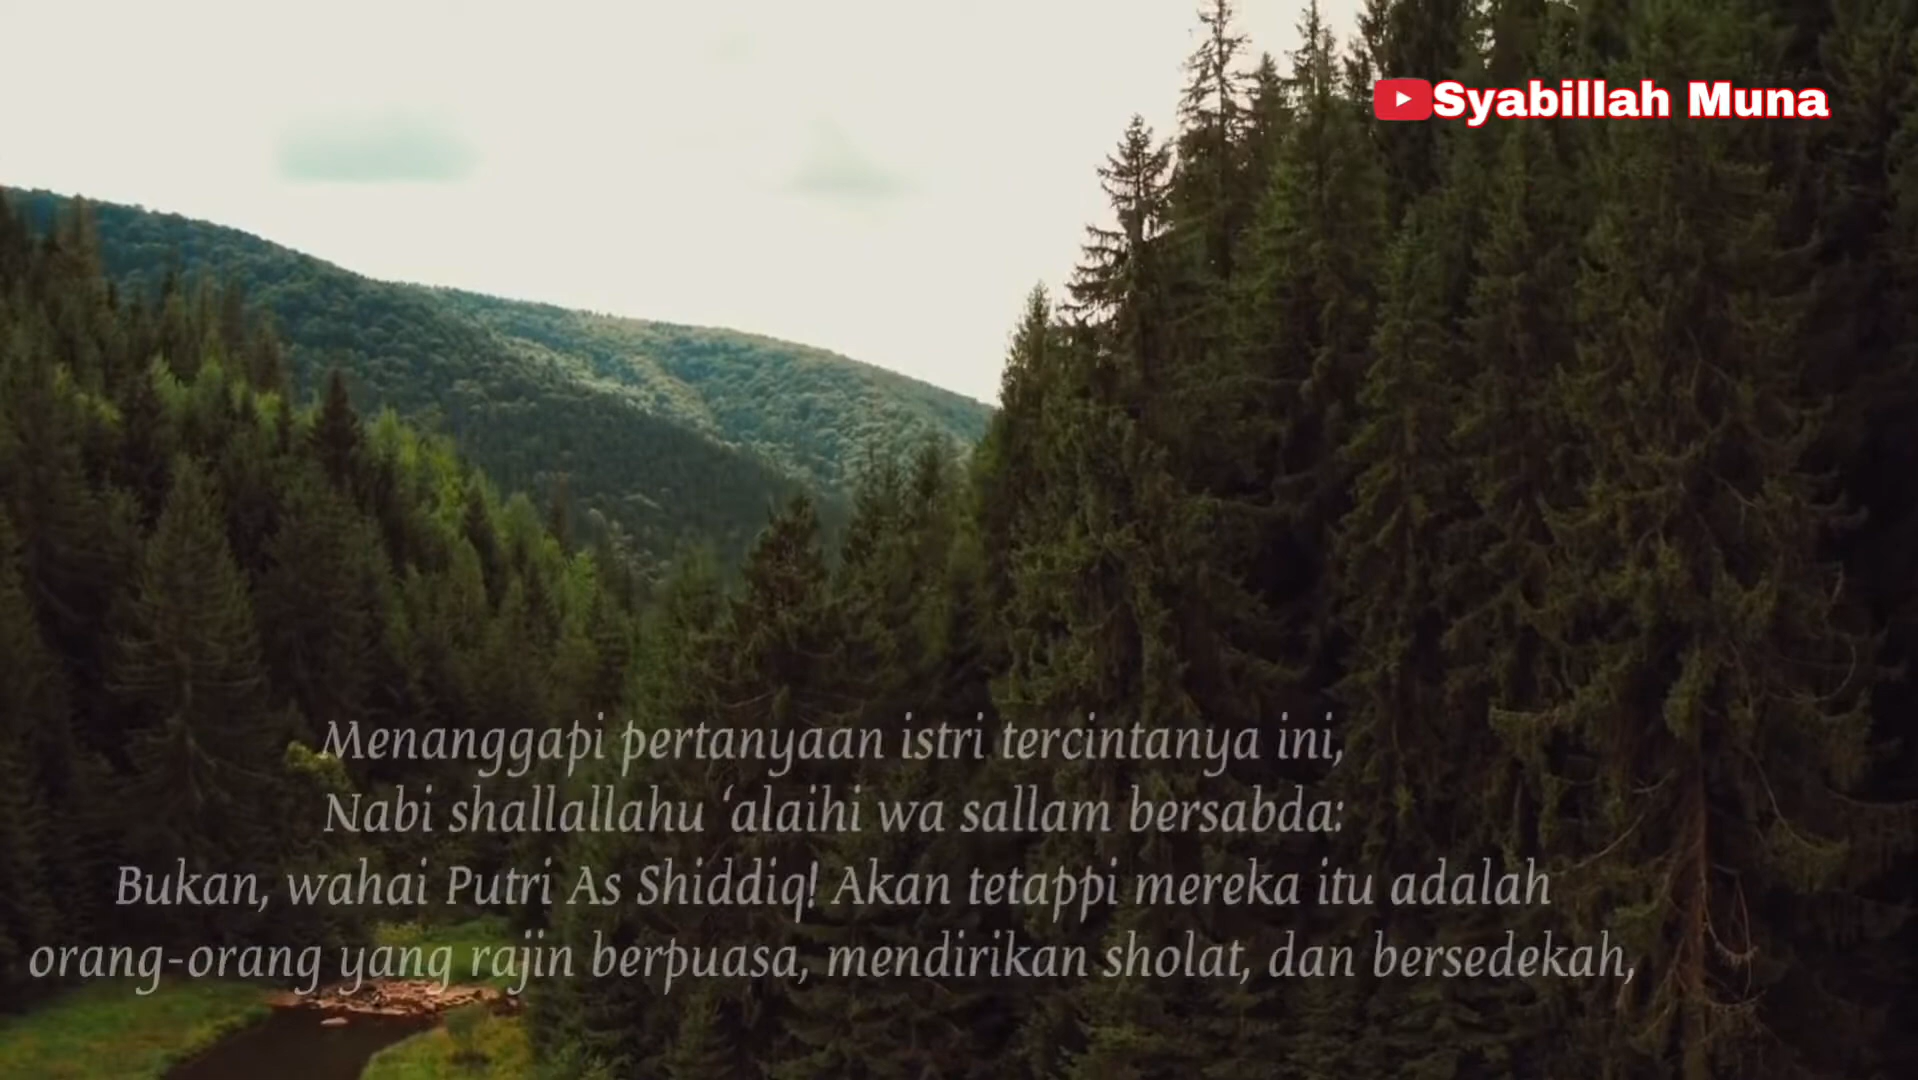 Syabillah Muna
Menanggapi pertanyaan istri tercintanya ini,
Nabi shallallahu ‘alaihi wa sallam bersabda:
Bukan, wahai Putri As Shiddiq! Akan tetappi mereka itu adalah
orang-orang yang rajin berpuasa, mendirikan sholat, dan bersedekah,